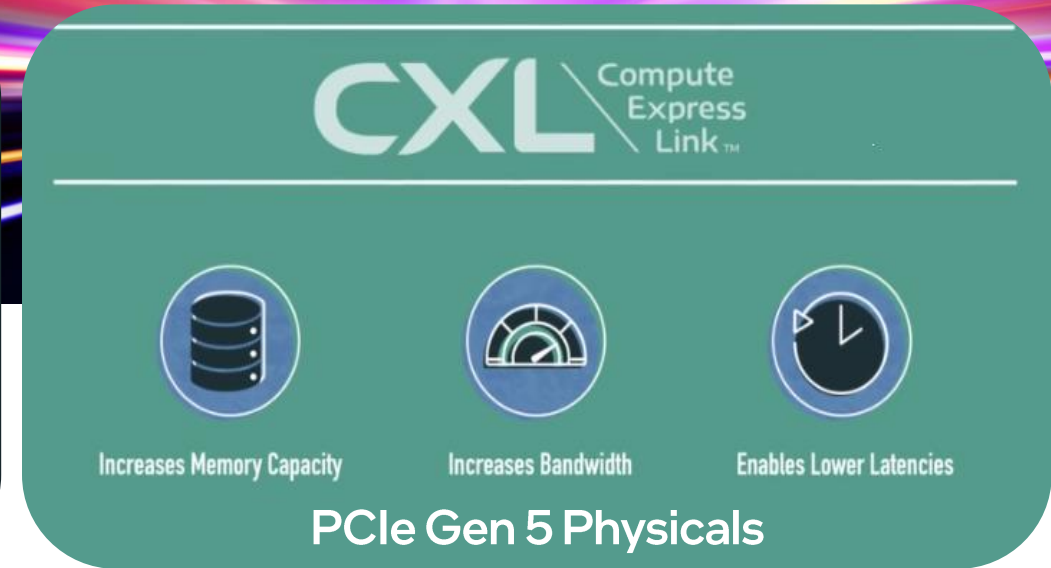 CXL
Compute
Express
Link™
Increases Memory Capacity
Increases Bandwidth
Enables Lower Latencies
PCIe Gen 5 Physicals